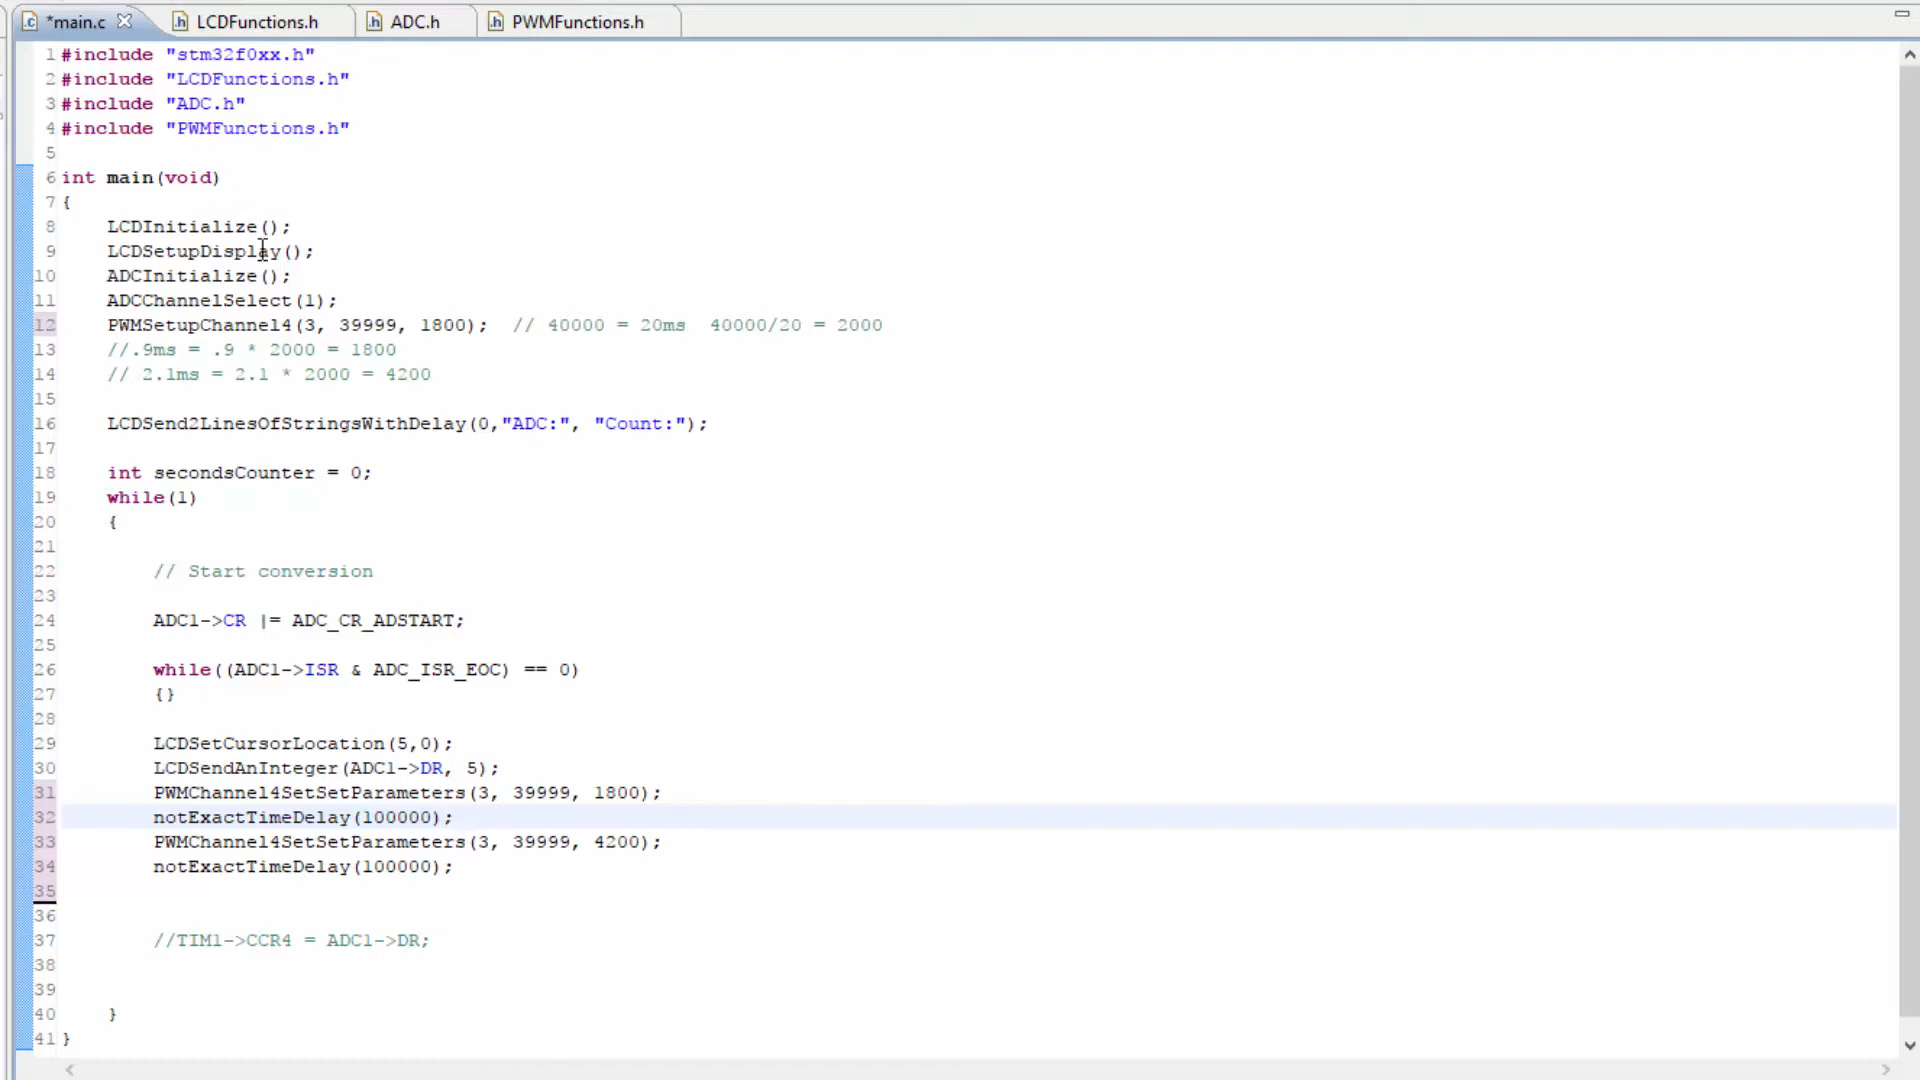 *main.c LCDFunctions.h ADC.h PWMFunctions.h
1 #include "stm32f0xx.h"
2 #include "LCDFunctions.h"
3 #include "ADC.h"
4 #include "PWMFunctions.h"
5
6 int main(void)
7 {
8 LCDInitialize();
9 LCDSetupDisplay();
10 ADCInitialize();
11 ADCChannelSelect(1);
12 PWMSetupChannel4(3, 39999, 1800); // 40000 = 20ms 40000/20 = 2000
13 //.9ms = .9 * 2000 = 1800
14 // 2.1ms = 2.1 * 2000 = 4200
15
16 LCDSend2LinesOfStringsWithDelay(0,"ADC:", "Count:");
17
18 int secondsCounter = 0;
19 while(1)
20 {
21
22 // Start conversion
23
24 ADC1->CR |= ADC_CR_ADSTART;
25
26 while((ADC1->ISR & ADC_ISR_EOC) == 0)
27 {}
28
29 LCDSetCursorLocation(5,0);
30 LCDSendAnInteger(ADC1->DR, 5);
31 PWMChannel4SetSetParameters(3, 39999, 1800);
32 notExactTimeDelay(100000);
33 PWMChannel4SetSetParameters(3, 39999, 4200);
34 notExactTimeDelay(100000);
35
36
37 //TIM1->CCR4 = ADC1->DR;
38
39
40 }
41 }